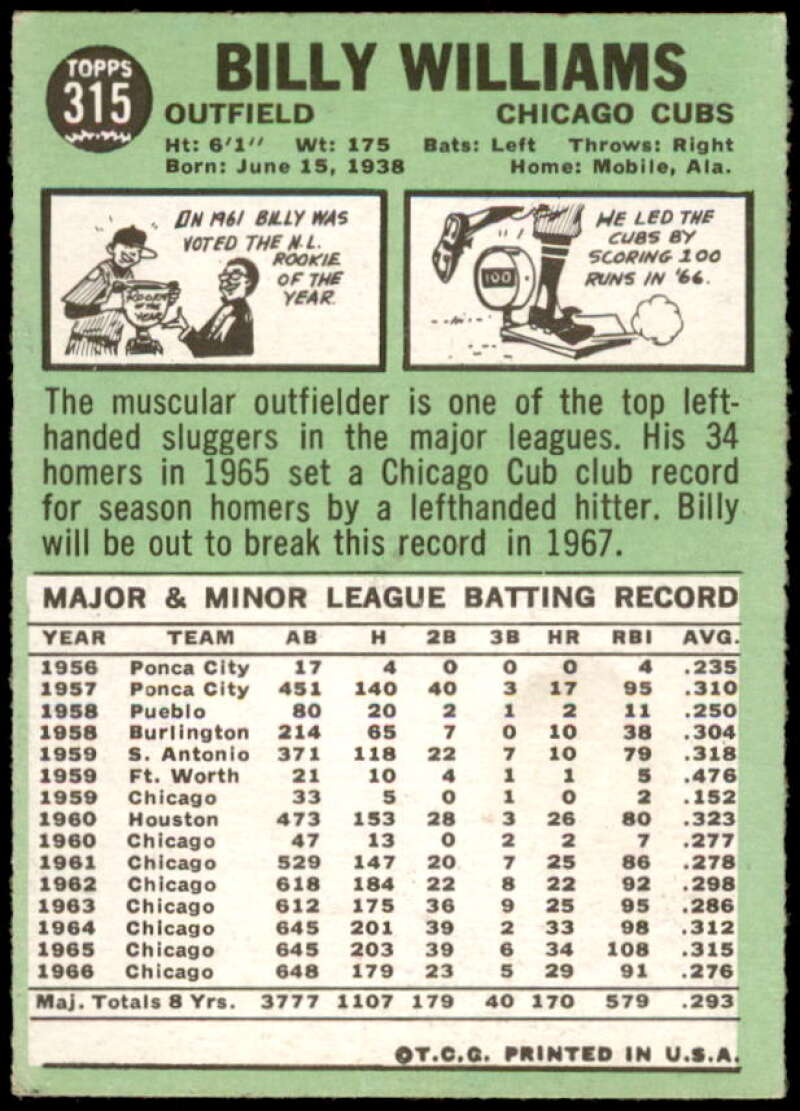 TOPPS
315
BILLY WILLIAMS
OUTFIELD CHICAGO CUBS
Ht: 6'1" Wt: 175 Bats: Left Throws: Right
Born: June 15, 1938 Home: Mobile, Ala.
IN 1961 BILLY WAS
VOTED THE N.L.
ROOKIE
OF THE
YEAR.
ROOKIE
OF THE
YEAR
HE LED THE
CUBS BY
SCORING 100
RUNS IN '66.
100
The muscular outfielder is one of the top left-
handed sluggers in the major leagues. His 34
homers in 1965 set a Chicago Cub club record
for season homers by a lefthanded hitter. Billy
will be out to break this record in 1967.
MAJOR & MINOR LEAGUE BATTING RECORD
YEAR TEAM AB H 2B 3B HR RBI AVG.
1956 Ponca City 17 4 0 0 0 4 .235
1957 Ponca City 451 140 40 3 17 95 .310
1958 Pueblo 80 20 2 1 2 11 .250
1958 Burlington 214 65 7 0 10 38 .304
1959 S. Antonio 371 118 22 7 10 79 .318
1959 Ft. Worth 21 10 4 1 1 5 .476
1959 Chicago 33 5 0 1 0 2 .152
1960 Houston 473 153 28 3 26 80 .323
1960 Chicago 47 13 0 2 2 7 .277
1961 Chicago 529 147 20 7 25 86 .278
1962 Chicago 618 184 22 8 22 92 .298
1963 Chicago 612 175 36 9 25 95 .286
1964 Chicago 645 201 39 2 33 98 .312
1965 Chicago 645 203 39 6 34 108 .315
1966 Chicago 648 179 23 5 29 91 .276
Maj. Totals 8 Yrs. 3777 1107 179 40 170 579 .293
©T.C.G. PRINTED IN U.S.A.